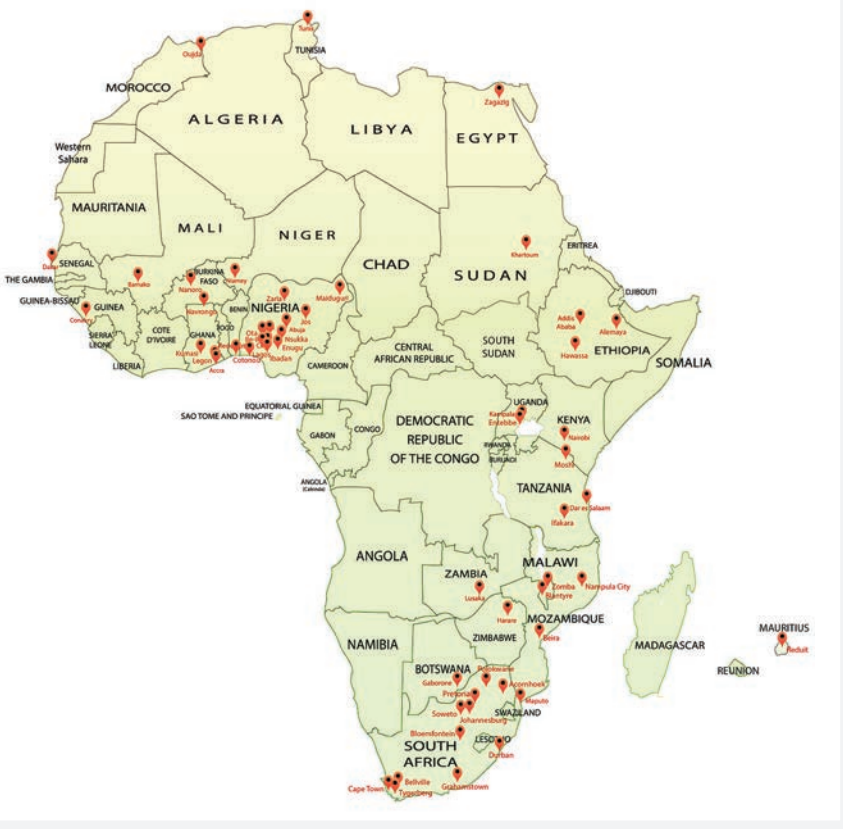 Tunis
Oujda
TUNISIA
MOROCCO
Zagazig
ALGERIA
LIBYA
EGYPT
Western
Sahara
MAURITANIA
MALI
NIGER
CHAD
SUDAN
Khartoum
ERITREA
Dakar
SENEGAL
THE GAMBIA
Bamako
BURKINA
FASO
Niamey
Nanoro
Navrongo
Zaria
Maiduguri
DJIBOUTI
GUINEA-BISSAU
GUINEA
Conakry
BENIN
NIGERIA
Jos
Abuja
Addis
Ababa
Alemaya
SIERRA
LEONE
COTE
D'IVOIRE
GHANA
TOGO
Ota
Nsukka
Enugu
Lagos
Ibadan
Kumasi
Legon
Accra
Cotonou
LIBERIA
CAMEROON
CENTRAL
AFRICAN REPUBLIC
SOUTH
SUDAN
Hawassa
ETHIOPIA
SOMALIA
EQUATORIAL GUINEA
SAO TOME AND PRINCIPE
GABON
CONGO
DEMOCRATIC
REPUBLIC
OF THE CONGO
UGANDA
Kampala
Entebbe
KENYA
Nairobi
RWANDA
BURUNDI
Moshi
ANGOLA
(Cabinda)
TANZANIA
Dar es Salaam
Ifakara
ANGOLA
ZAMBIA
Lusaka
MALAWI
Zomba
Blantyre
Nampula City
Harare
MOZAMBIQUE
Beira
ZIMBABWE
NAMIBIA
BOTSWANA
Gaborore
Polokwane
Acornhoek
Pretoria
Maputo
MADAGASCAR
MAURITIUS
Reduit
REUNION
Soweto
Johannesburg
SWAZILAND
Bloemfontein
LESOTHO
Durban
SOUTH
AFRICA
Grahamstown
Cape Town
Bellville
Tygerberg